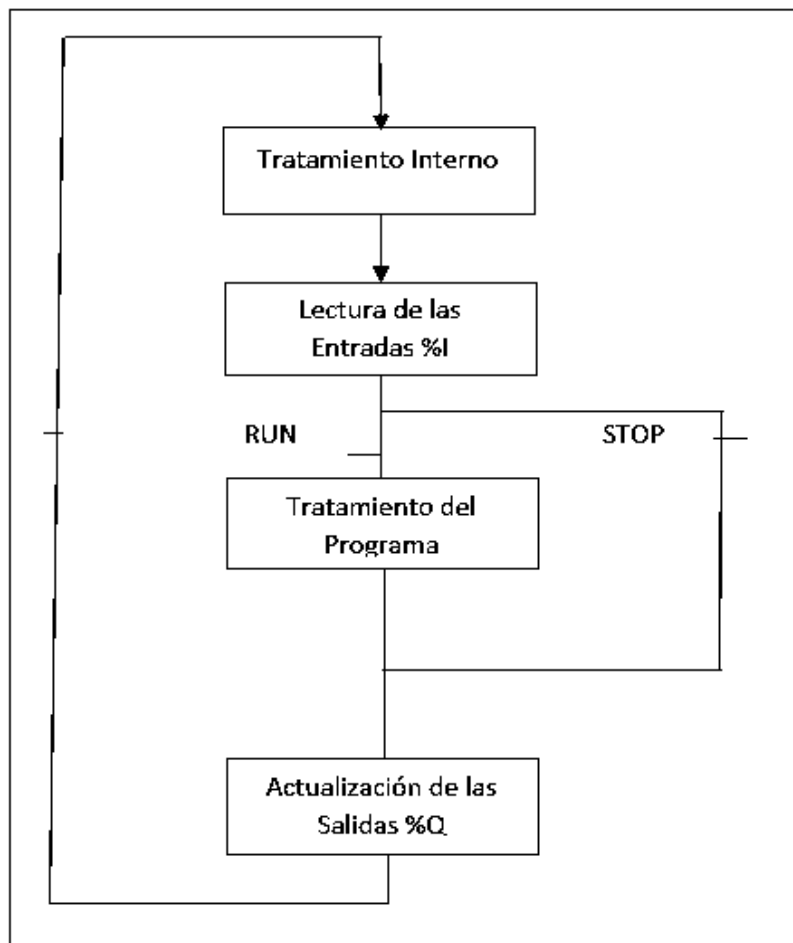 Tratamiento Interno
Lectura de las
Entradas %I
RUN
STOP
Tratamiento del
Programa
Actualización de las
Salidas %Q